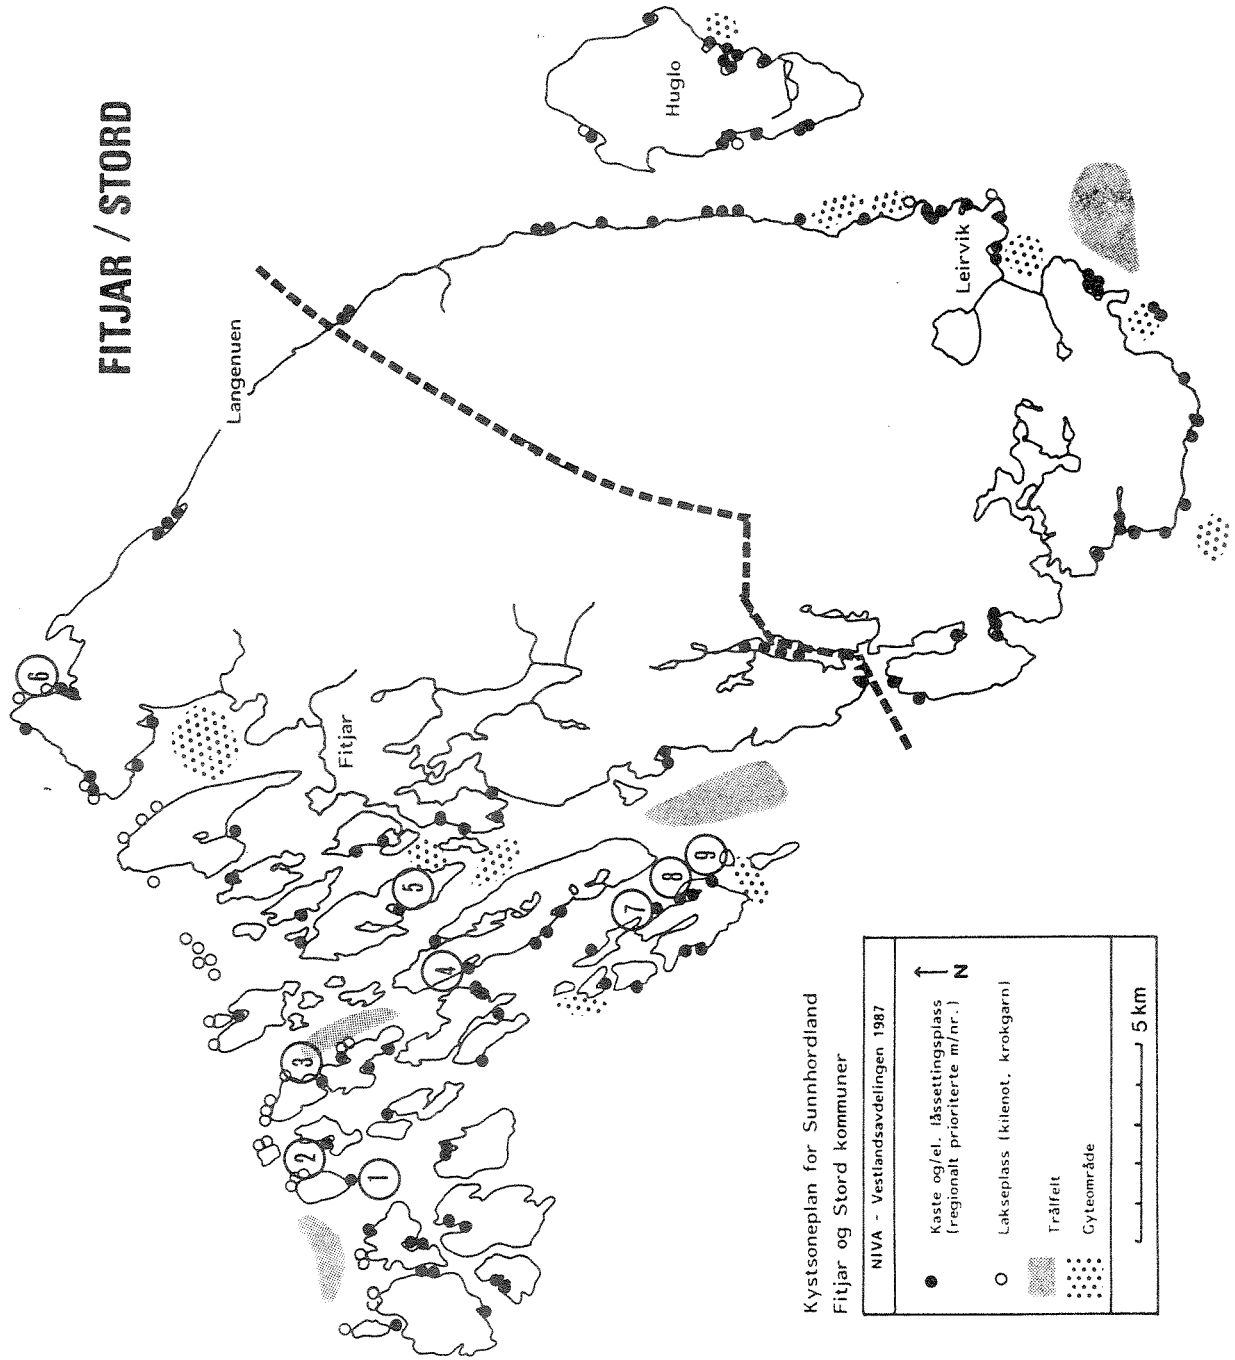 FITJAR / STORD
Langenuen
Huglo
Leirvik
Fitjar
6
5
4
3
2
1
7
8
9
Kystsoneplan for Sunnhordland
Fitjar og Stord kommuner
NIVA - Vestlandsavdelingen 1987
Kaste og/el. låssettingsplass
(regionalt prioriterte m/nr.)
N
Lakseplass (kilenot, krokgarn)
Trålfelt
Gyteområde
5 km